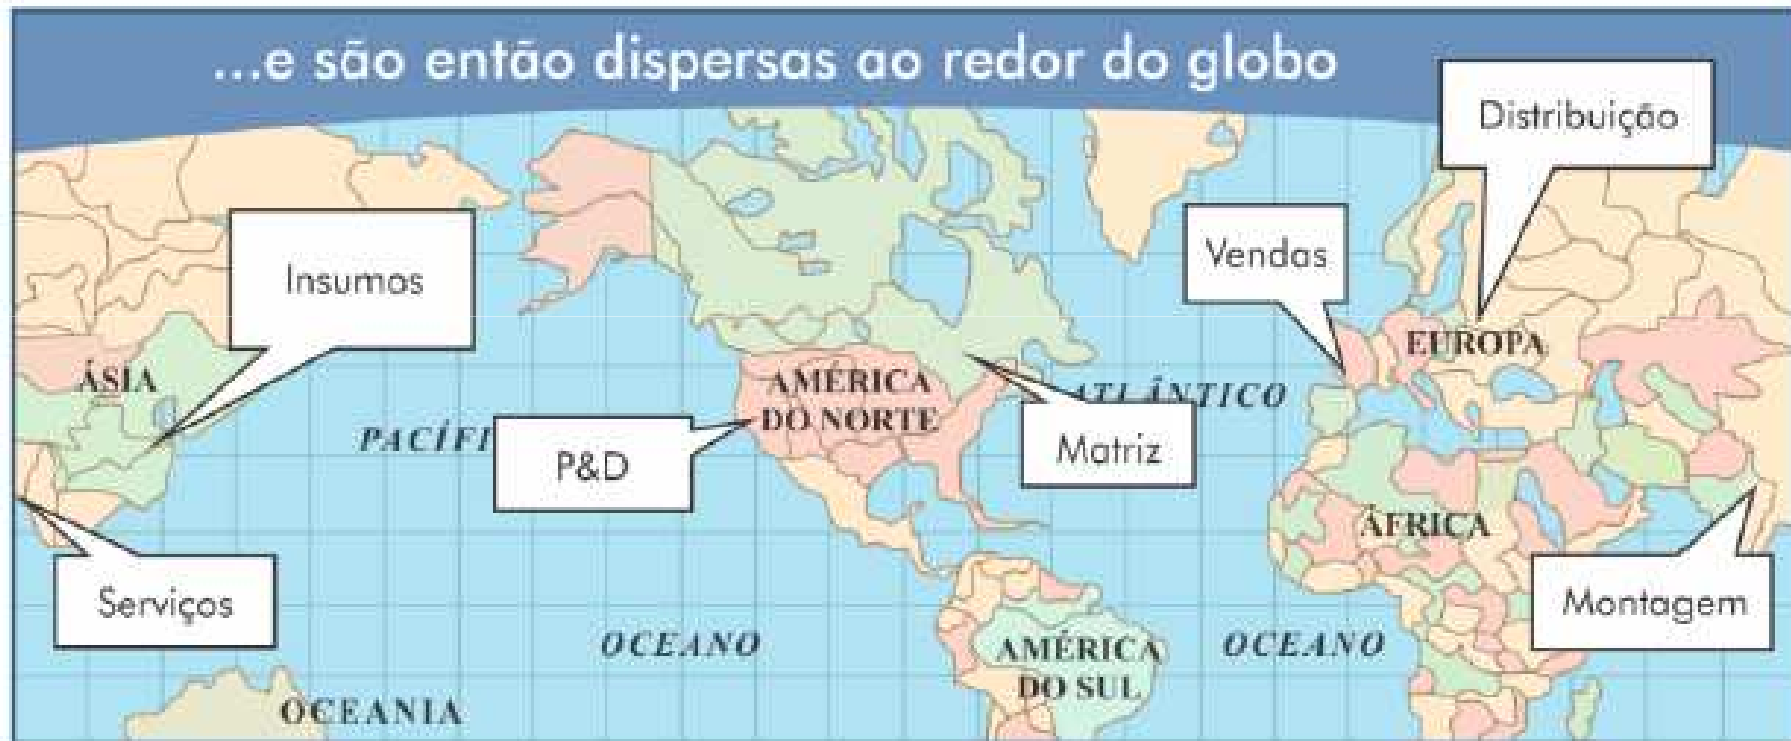 ...e são então dispersas ao redor do globo
Distribuição
Vendas
Insumos
EUROPA
ÁSIA
AMÉRICA
DO NORTE
ATLÂNTICO
PACÍFI
P&D
Matriz
ÁFRICA
Serviços
Montagem
OCEANO
AMÉRICA
DO SUL
OCEANO
OCEANIA